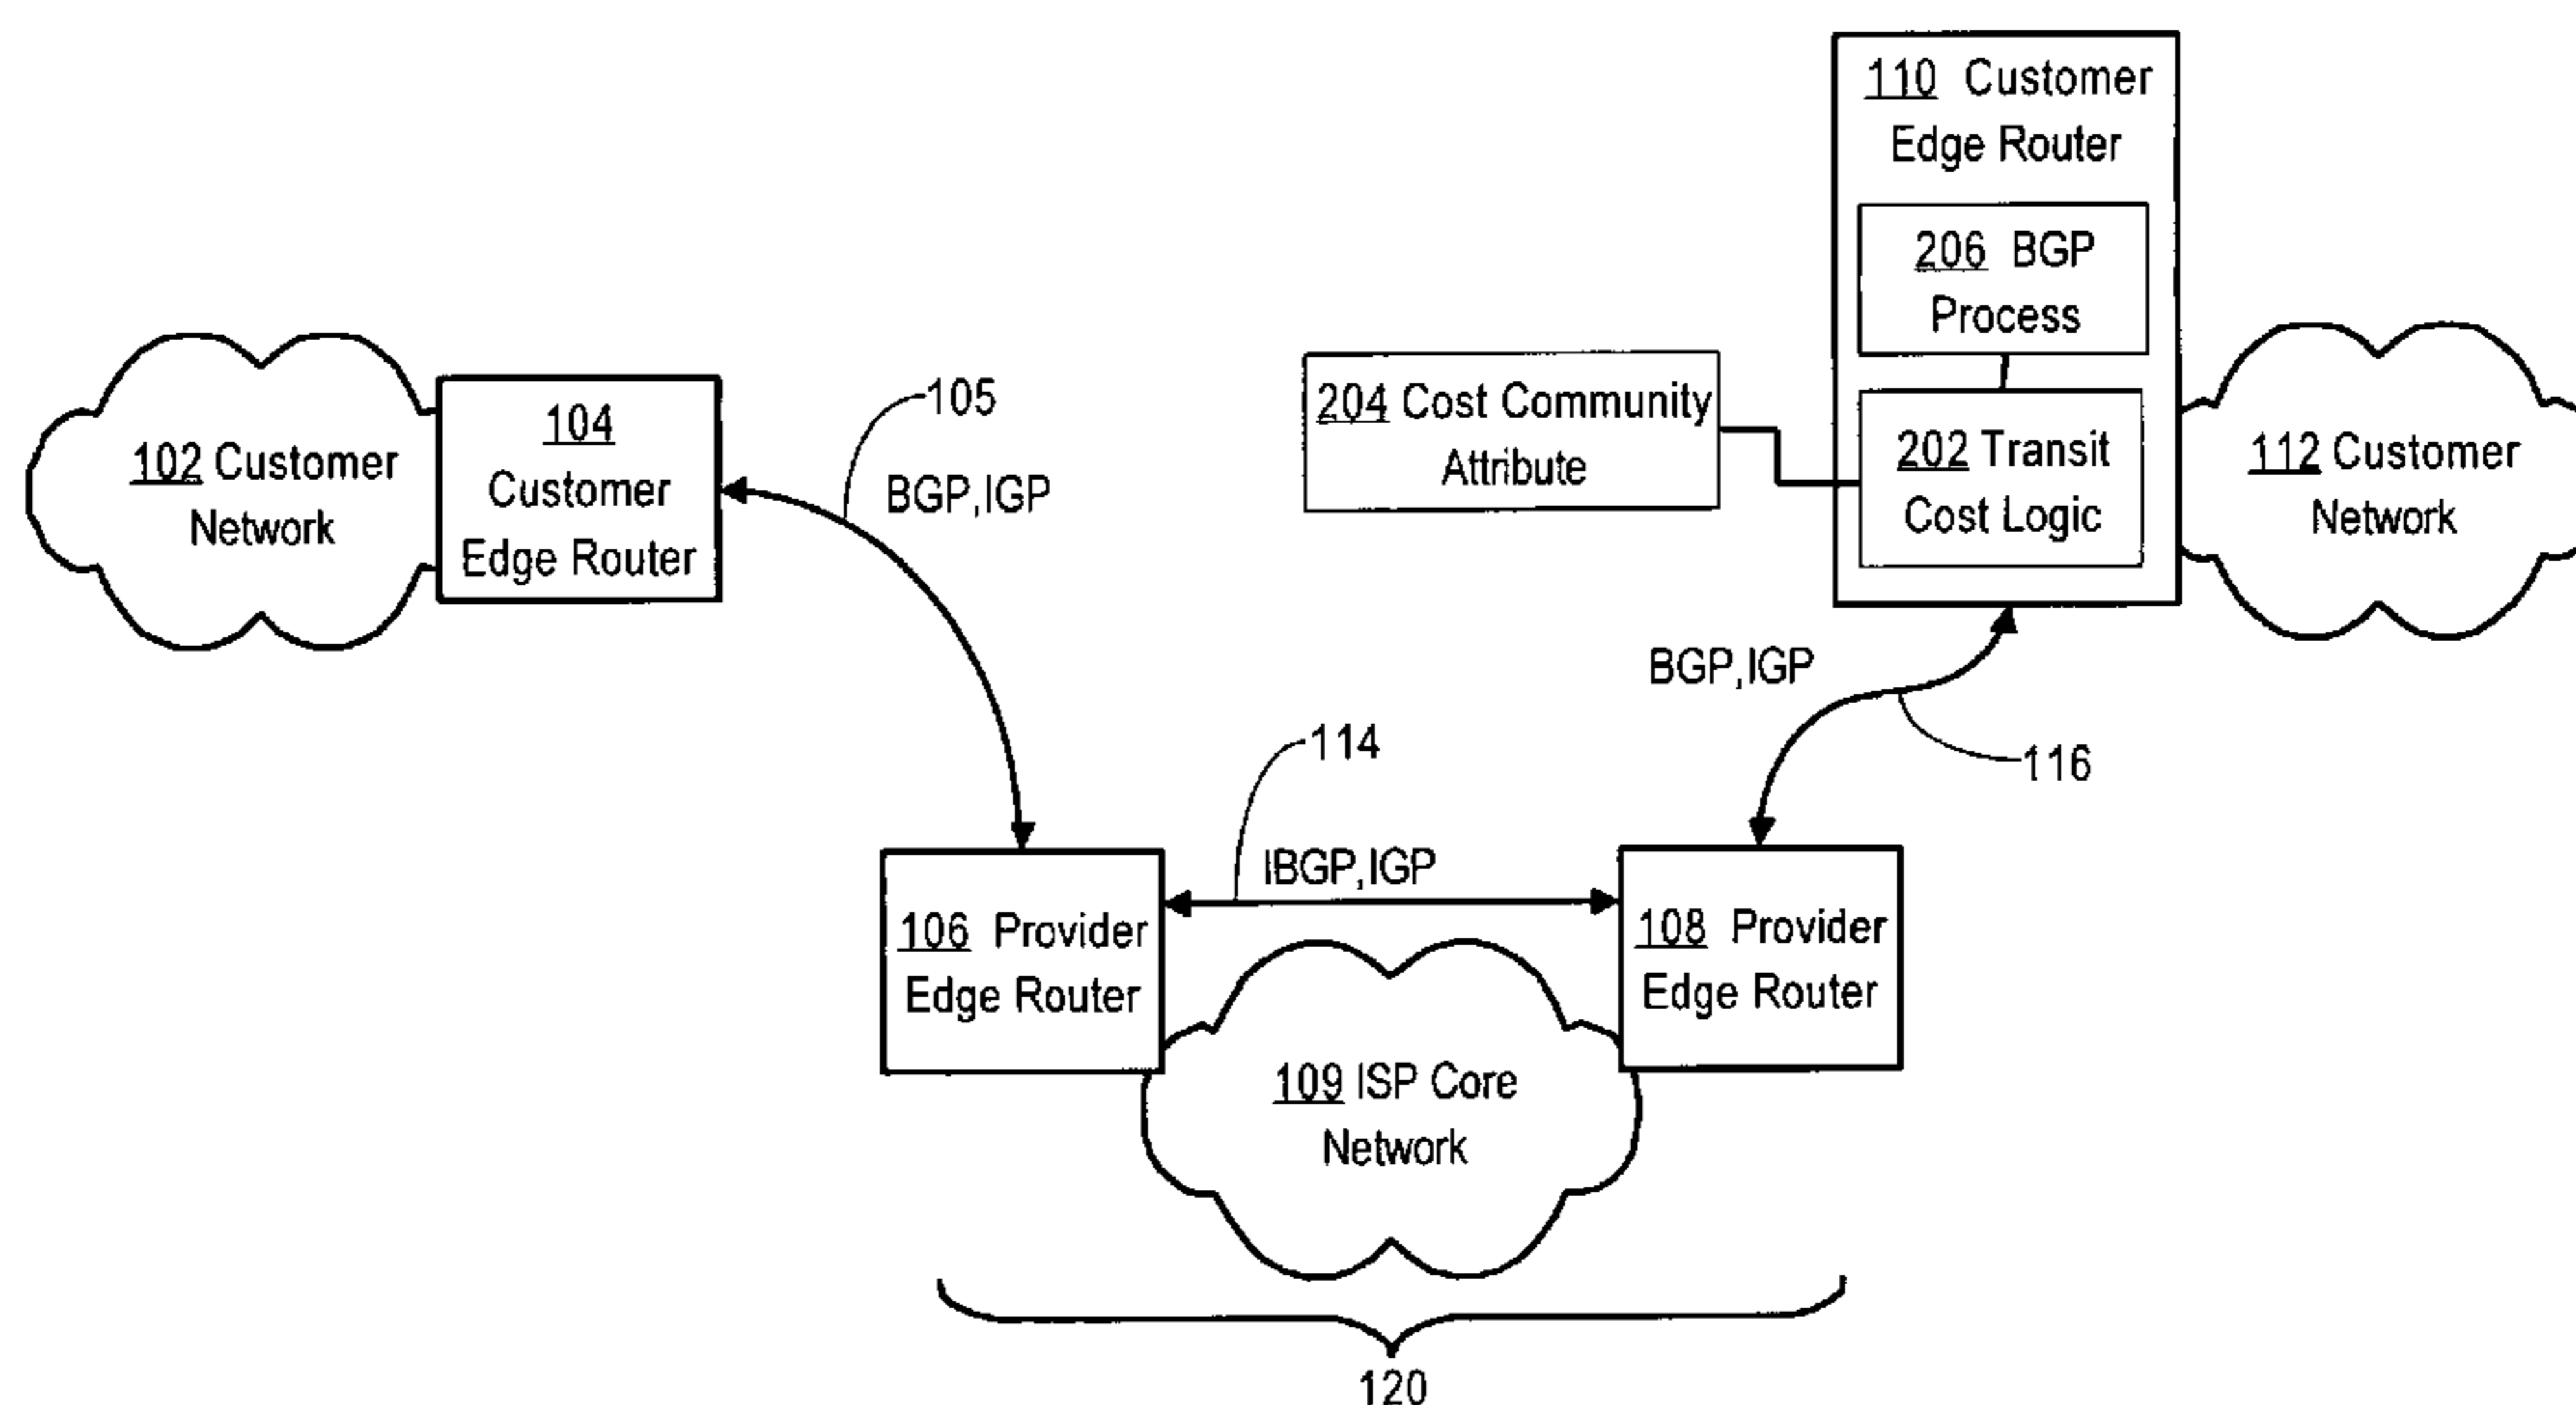 110 Customer
Edge Router
206 BGP
Process
202 Transit
Cost Logic
204 Cost Community
Attribute
102 Customer
Network
104
Customer
Edge Router
105
BGP,IGP
112 Customer
Network
BGP,IGP
116
114
IBGP,IGP
106 Provider
Edge Router
108 Provider
Edge Router
109 ISP Core
Network
120